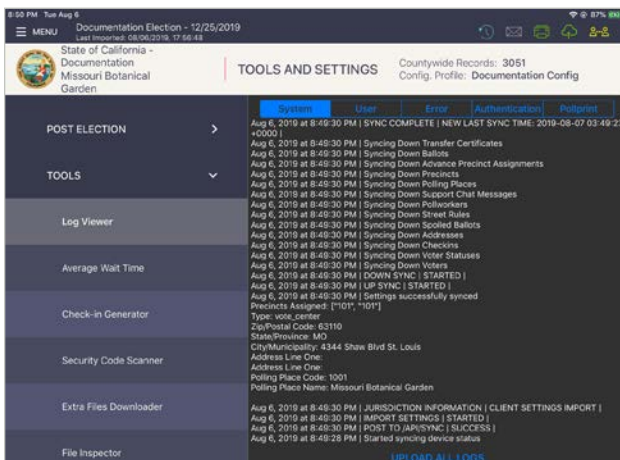 8:50 PM Tue Aug 6
87%
MENU
Documentation Election - 12/25/2019
Last Imported: 08/06/2019, 17:56:48
State of California -
Documentation
Missouri Botanical
Garden
TOOLS AND SETTINGS
Countywide Records: 3051
Config. Profile: Documentation Config
POST ELECTION
TOOLS
Log Viewer
Average Wait Time
Check-in Generator
Security Code Scanner
Extra Files Downloader
File Inspector
System User Error Authentication Pollprint
Aug 6, 2019 at 8:49:30 PM | SYNC COMPLETE | NEW LAST SYNC TIME: 2019-08-07 03:49:2
+0000 |
Aug 6, 2019 at 8:49:30 PM | Syncing Down Transfer Certificates
Aug 6, 2019 at 8:49:30 PM | Syncing Down Ballots
Aug 6, 2019 at 8:49:30 PM | Syncing Down Advance Precinct Assignments
Aug 6, 2019 at 8:49:30 PM | Syncing Down Precincts
Aug 6, 2019 at 8:49:30 PM | Syncing Down Polling Places
Aug 6, 2019 at 8:49:30 PM | Syncing Down Support Chat Messages
Aug 6, 2019 at 8:49:30 PM | Syncing Down Pollworkers
Aug 6, 2019 at 8:49:30 PM | Syncing Down Street Rules
Aug 6, 2019 at 8:49:30 PM | Syncing Down Spoiled Ballots
Aug 6, 2019 at 8:49:30 PM | Syncing Down Addresses
Aug 6, 2019 at 8:49:30 PM | Syncing Down Checkins
Aug 6, 2019 at 8:49:30 PM | Syncing Down Voter Statuses
Aug 6, 2019 at 8:49:30 PM | Syncing Down Voters
Aug 6, 2019 at 8:49:30 PM | DOWN SYNC | STARTED |
Aug 6, 2019 at 8:49:30 PM | UP SYNC | STARTED |
Aug 6, 2019 at 8:49:30 PM | Settings successfully synced
Precincts Assigned: ["101", "101"]
Type: vote_center
Zip/Postal Code: 63110
State/Province: MO
City/Municipality: 4344 Shaw Blvd St. Louis
Address Line One:
Address Line One:
Polling Place Code: 1001
Polling Place Name: Missouri Botanical Garden
Aug 6, 2019 at 8:49:30 PM | JURISDICTION INFORMATION | CLIENT SETTINGS IMPORT |
Aug 6, 2019 at 8:49:30 PM | IMPORT SETTINGS | STARTED |
Aug 6, 2019 at 8:49:30 PM | POST TO /API/SYNC | SUCCESS |
Aug 6, 2019 at 8:49:28 PM | Started syncing device status
UPLOAD ALL LOGS